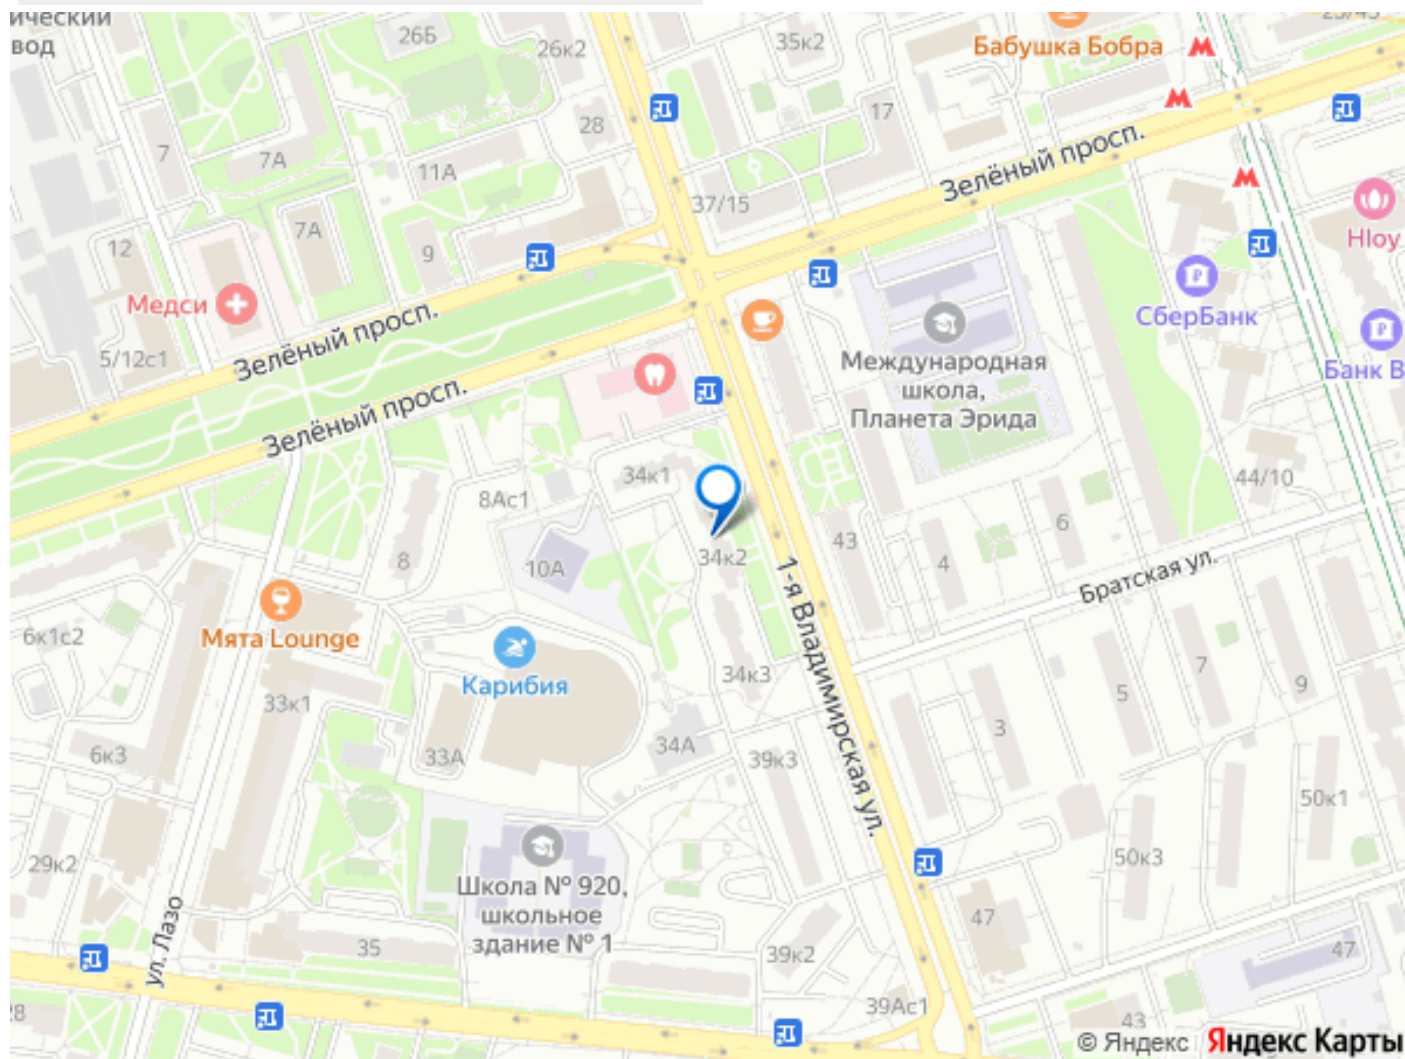 ический
вод
26Б
26к2
35к2
Бабушка Бобра
7
7А
11А
28
17
Зелёный просп.
37/15
12
7А
9
Медси
Hloy
СберБанк
5/12с1
Зелёный просп.
Международная
школа,
Планета Эрида
Банк В
Зелёный просп.
34к1
8Ас1
44/10
6
43
8
10А
34к2
4
Братская ул.
1-я Владимирская ул.
Мята Lounge
6к1с2
Карибия
34к3
7
5
9
33к1
3
6к3
33А
34А
39к3
50к1
29к2
50к3
Школа № 920,
школьное
здание № 1
ул. Лазо
35
47
39к2
47
39Ас1
28
43
© Яндекс
Яндекс Карты